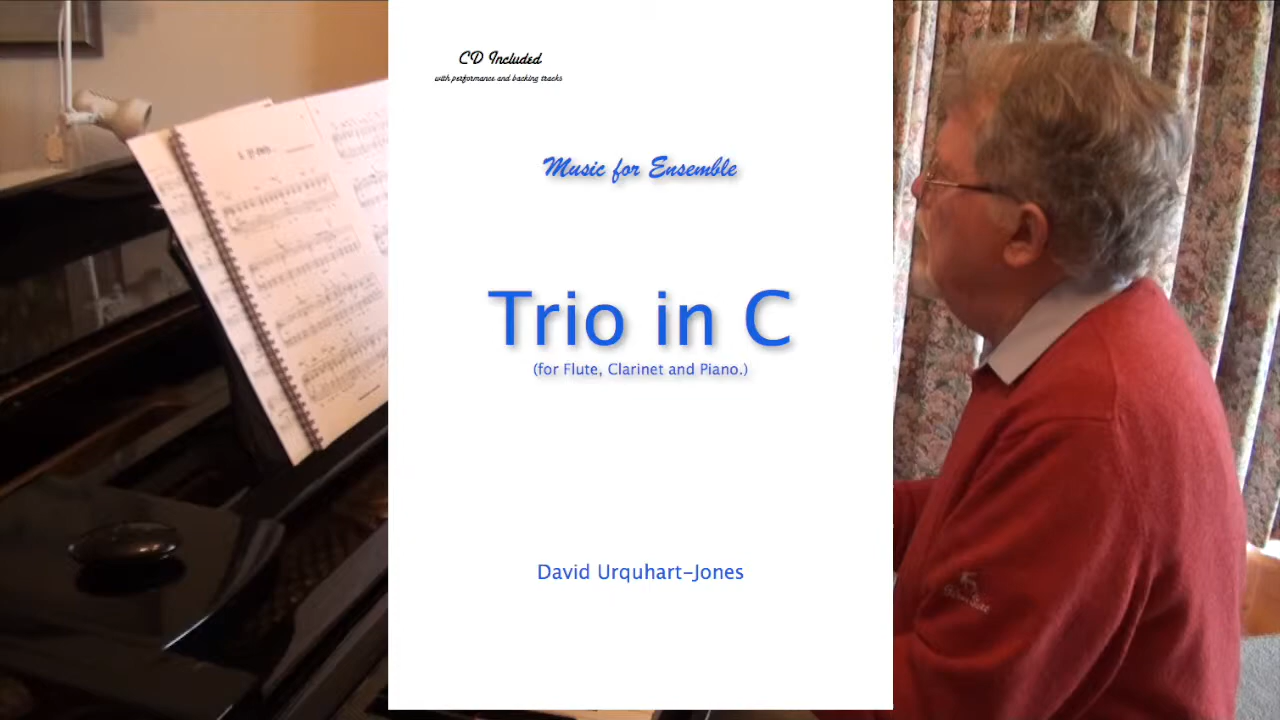 CD Included
with performance and backing tracks
Music for Ensemble
Trio in C
(for Flute, Clarinet and Piano.)
David Urquhart-Jones